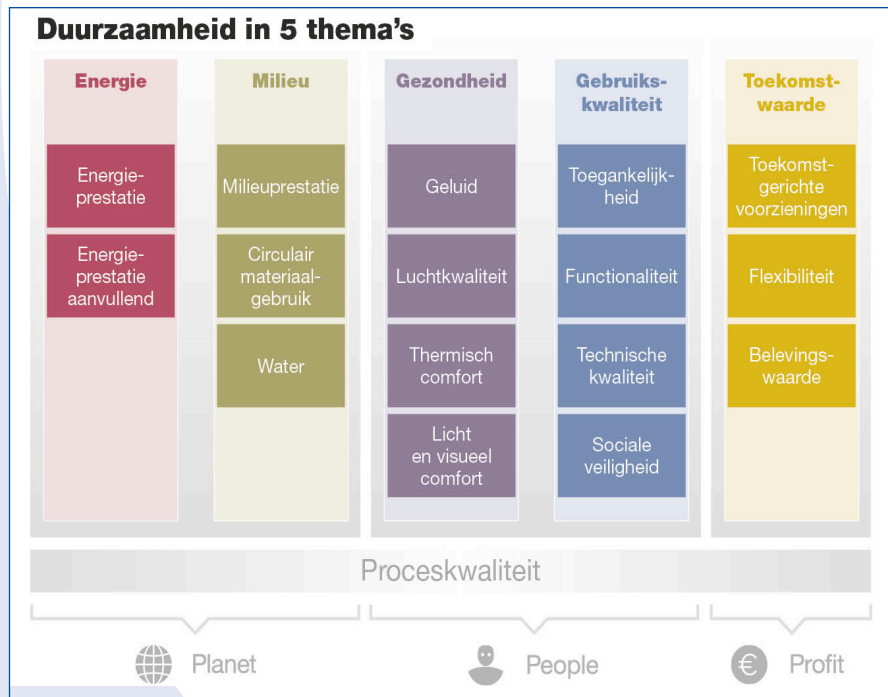 Duurzaamheid in 5 thema's
Energie
Energie-
prestatie
Energie-
prestatie
aanvullend
Milieu
Milieuprestatie
Circulair
materiaal-
gebruik
Water
Gezondheid
Geluid
Luchtkwaliteit
Thermisch
comfort
Licht
en visueel
comfort
Gebruiks-
kwaliteit
Toegankelijk-
heid
Functionaliteit
Technische
kwaliteit
Sociale
veiligheid
Toekomst-
waarde
Toekomst-
gerichte
voorzieningen
Flexibiliteit
Belevings-
waarde
Proceskwaliteit
Planet
People
€ Profit